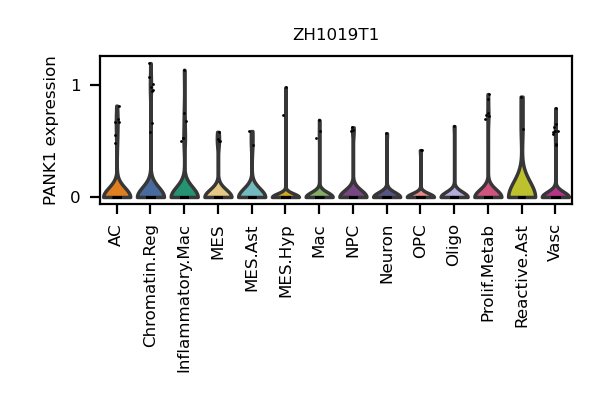 ZH1019T1
PANK1 expression
1
0
AC
Chromatin.Reg
Inflammatory.Mac
MES
MES.Ast
MES.Hyp
Mac
NPC
Neuron
OPC
Oligo
Prolif.Metab
Reactive.Ast
Vasc